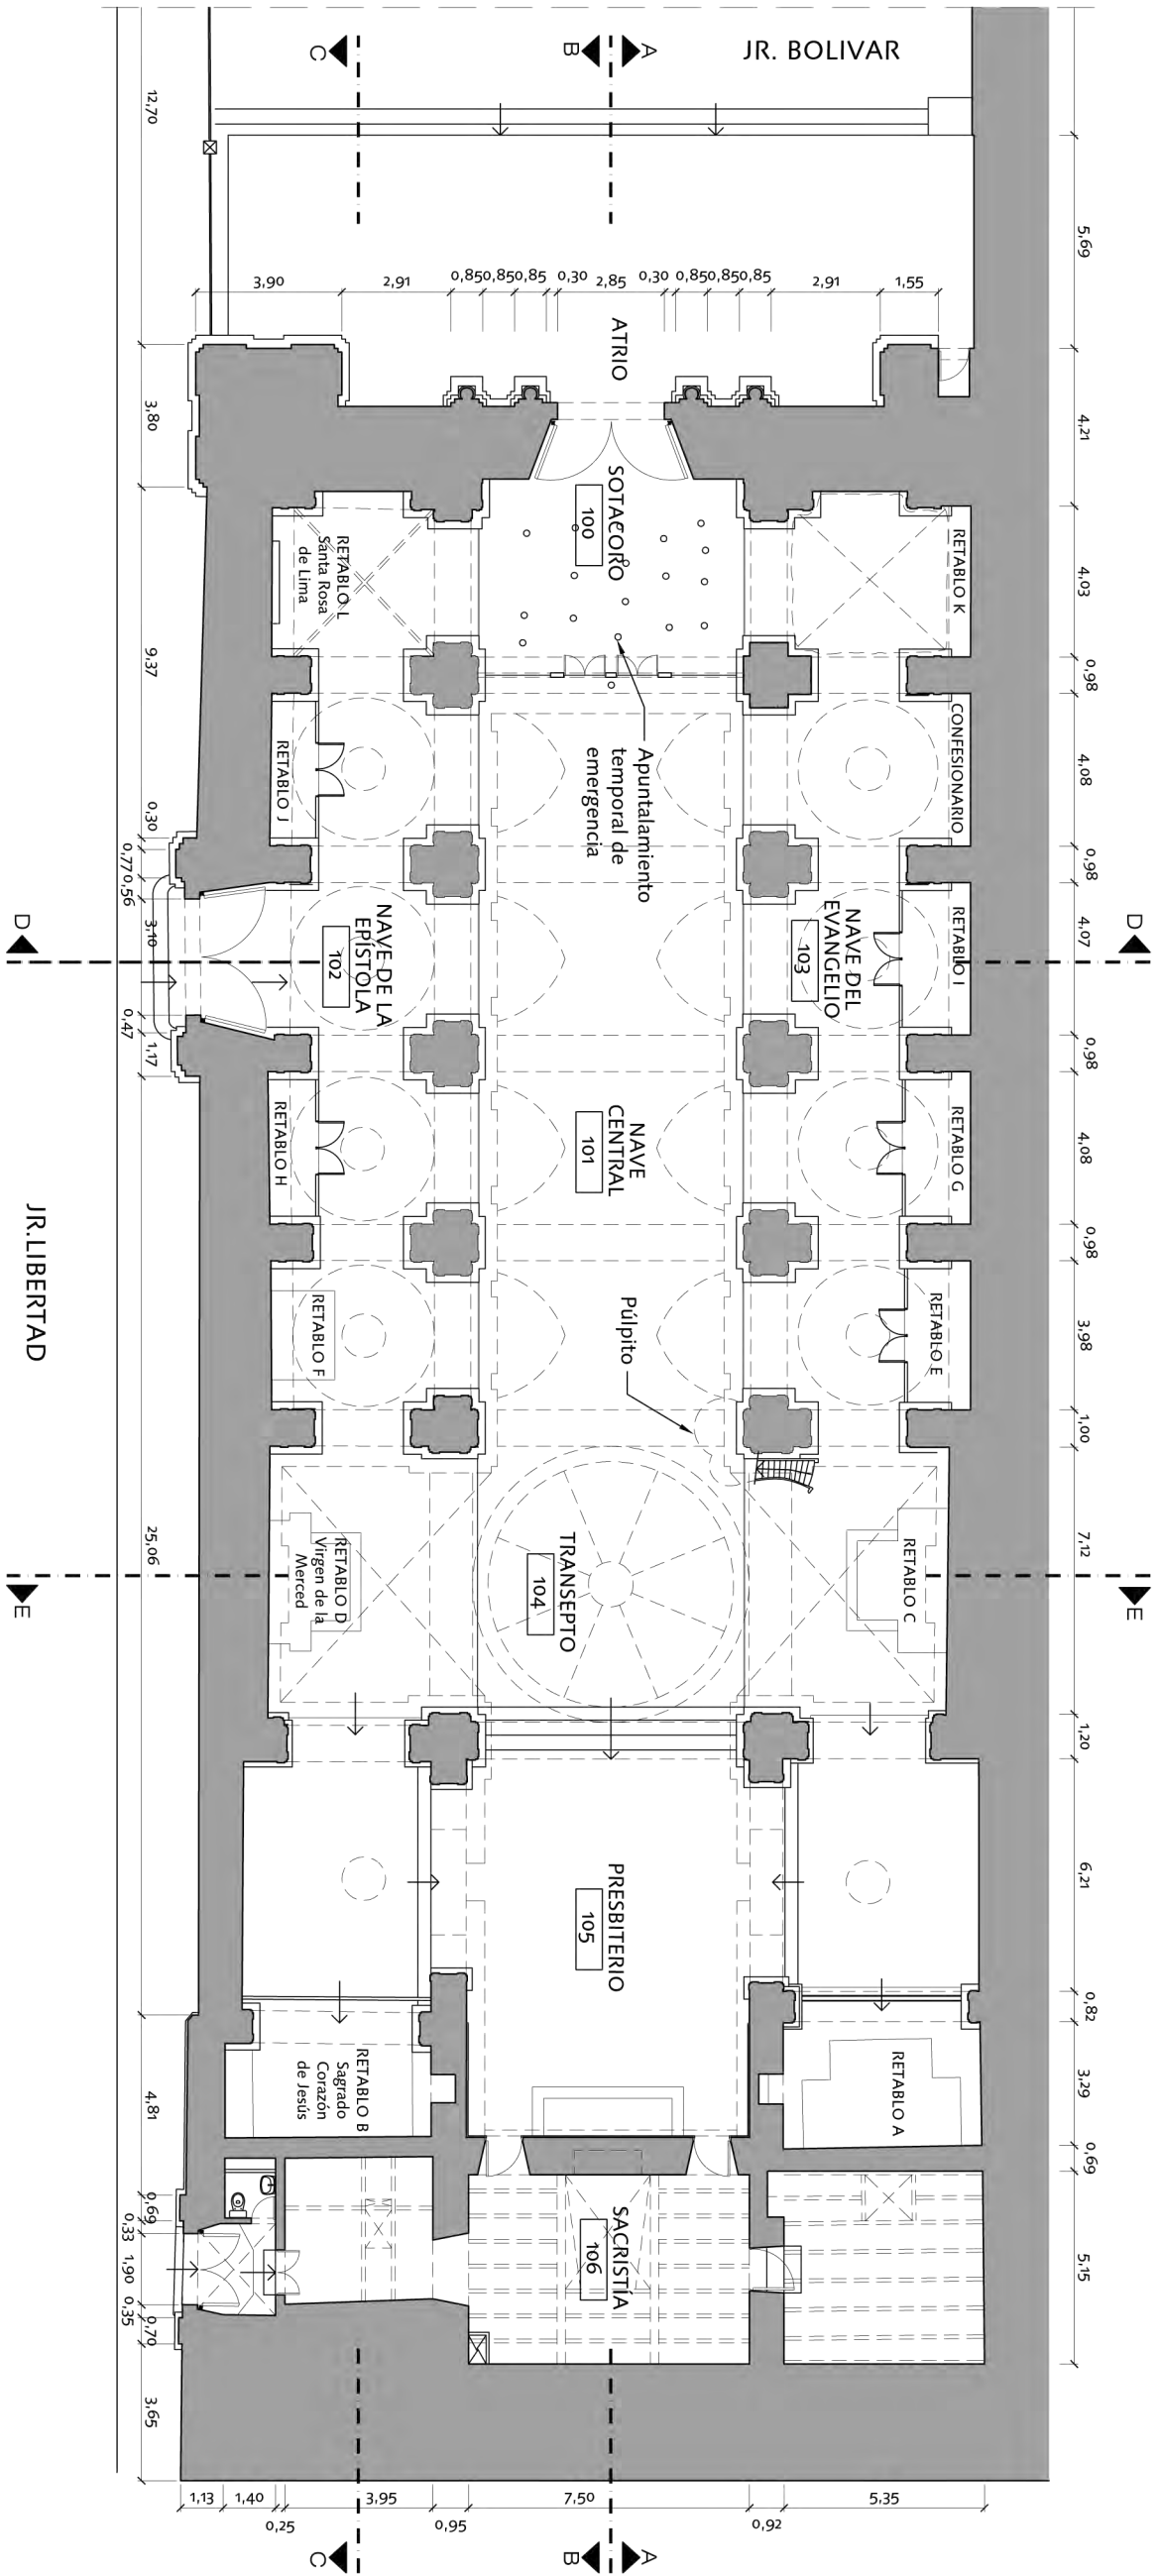 JR. BOLIVAR
A
B
C
12,70
5,69
3,90
2,91
0,85
0,85
0,85
0,30
2,85
0,30
0,85
0,85
0,85
2,91
1,55
ATRIO
3,80
4,21
SOTACORO
100
RETABLO L
Santa Rosa
de Lima
RETABLO K
4,03
9,37
0,98
Apuntalamiento
temporal de
emergencia
RETABLO J
CONFESIONARIO
4,08
0,30
0,77
0,56
3,10
0,47
1,17
0,98
NAVE DE LA
EPÍSTOLA
102
NAVE DEL
EVANGELIO
103
RETABLO I
4,07
D
D
0,98
NAVE
CENTRAL
101
RETABLO H
RETABLO G
4,08
0,98
JR.LIBERTAD
Púlpito
RETABLO F
RETABLO E
3,98
1,00
25,06
TRANSEPTO
104
RETABLO D
Virgen de la
Merced
RETABLO C
7,12
E
E
1,20
PRESBITERIO
105
6,21
0,82
RETABLO B
Sagrado
Corazón
de Jesús
RETABLO A
3,29
4,81
0,69
SACRISTÍA
106
5,15
0,69
0,33
1,90
0,35
0,70
3,65
1,13
1,40
0,25
3,95
0,95
7,50
0,92
5,35
A
B
C